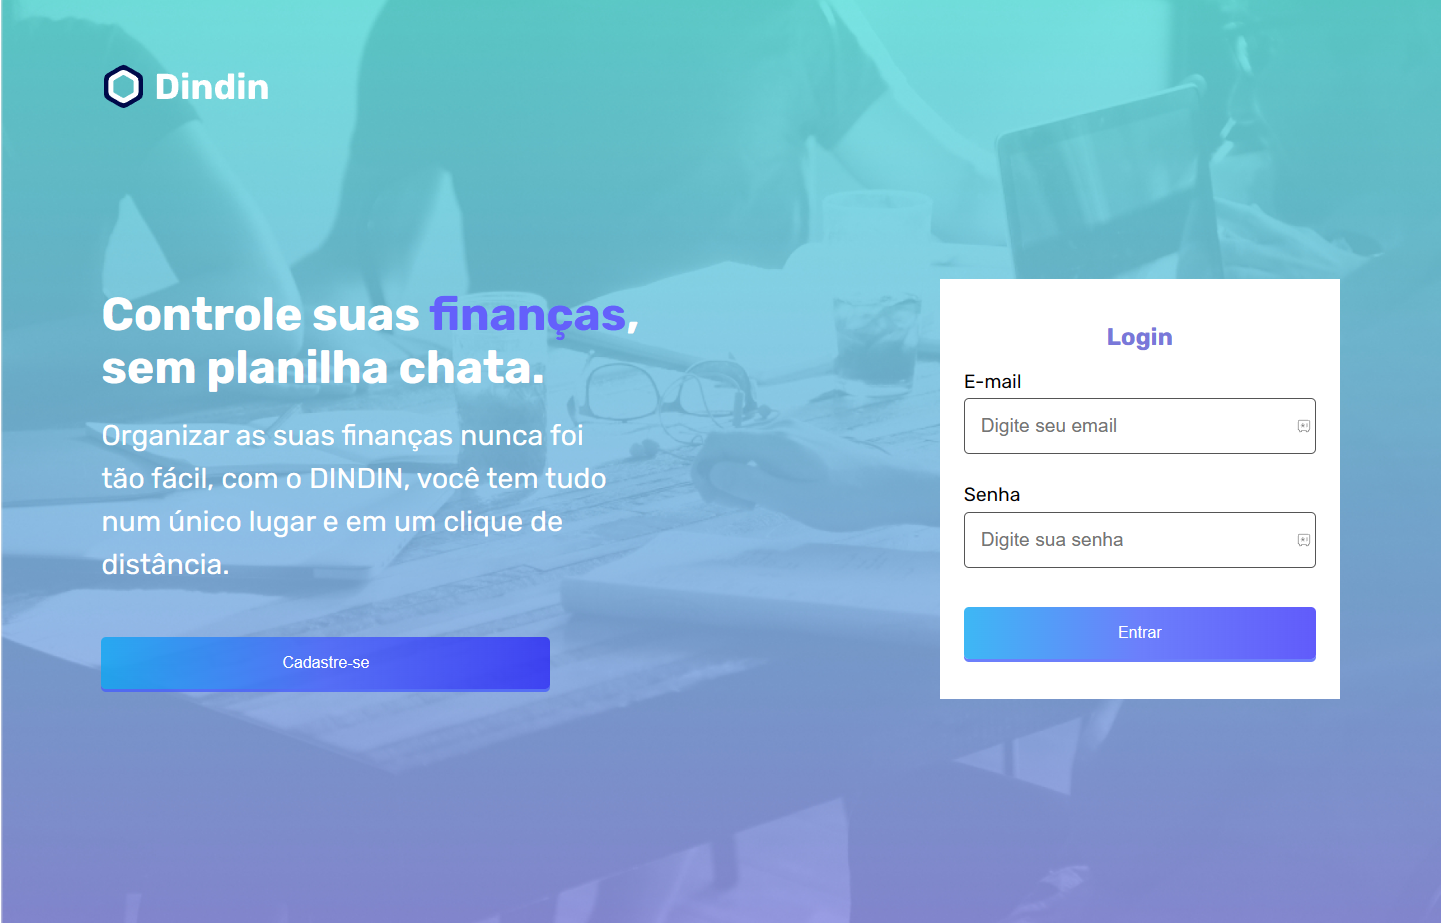 Dindin
Controle suas finanças,
sem planilha chata.
Organizar as suas finanças nunca foi
tão fácil, com o DINDIN, você tem tudo
num único lugar e em um clique de
distância.
Cadastre-se
Login
E-mail
Digite seu email
Senha
Digite sua senha
Entrar